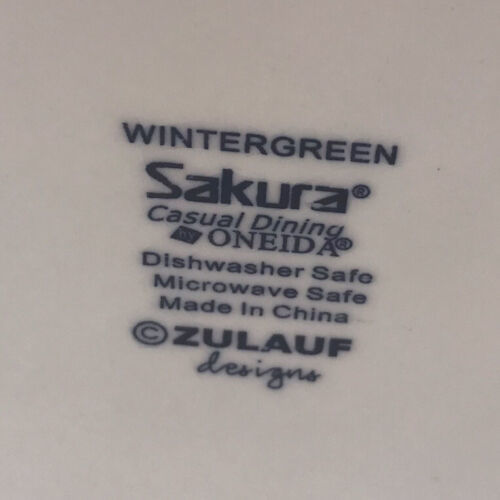 WINTERGREEN
Sakura®
Casual Dining
BY ONEIDA®
Dishwasher Safe
Microwave Safe
Made In China
©ZULAUF
designs